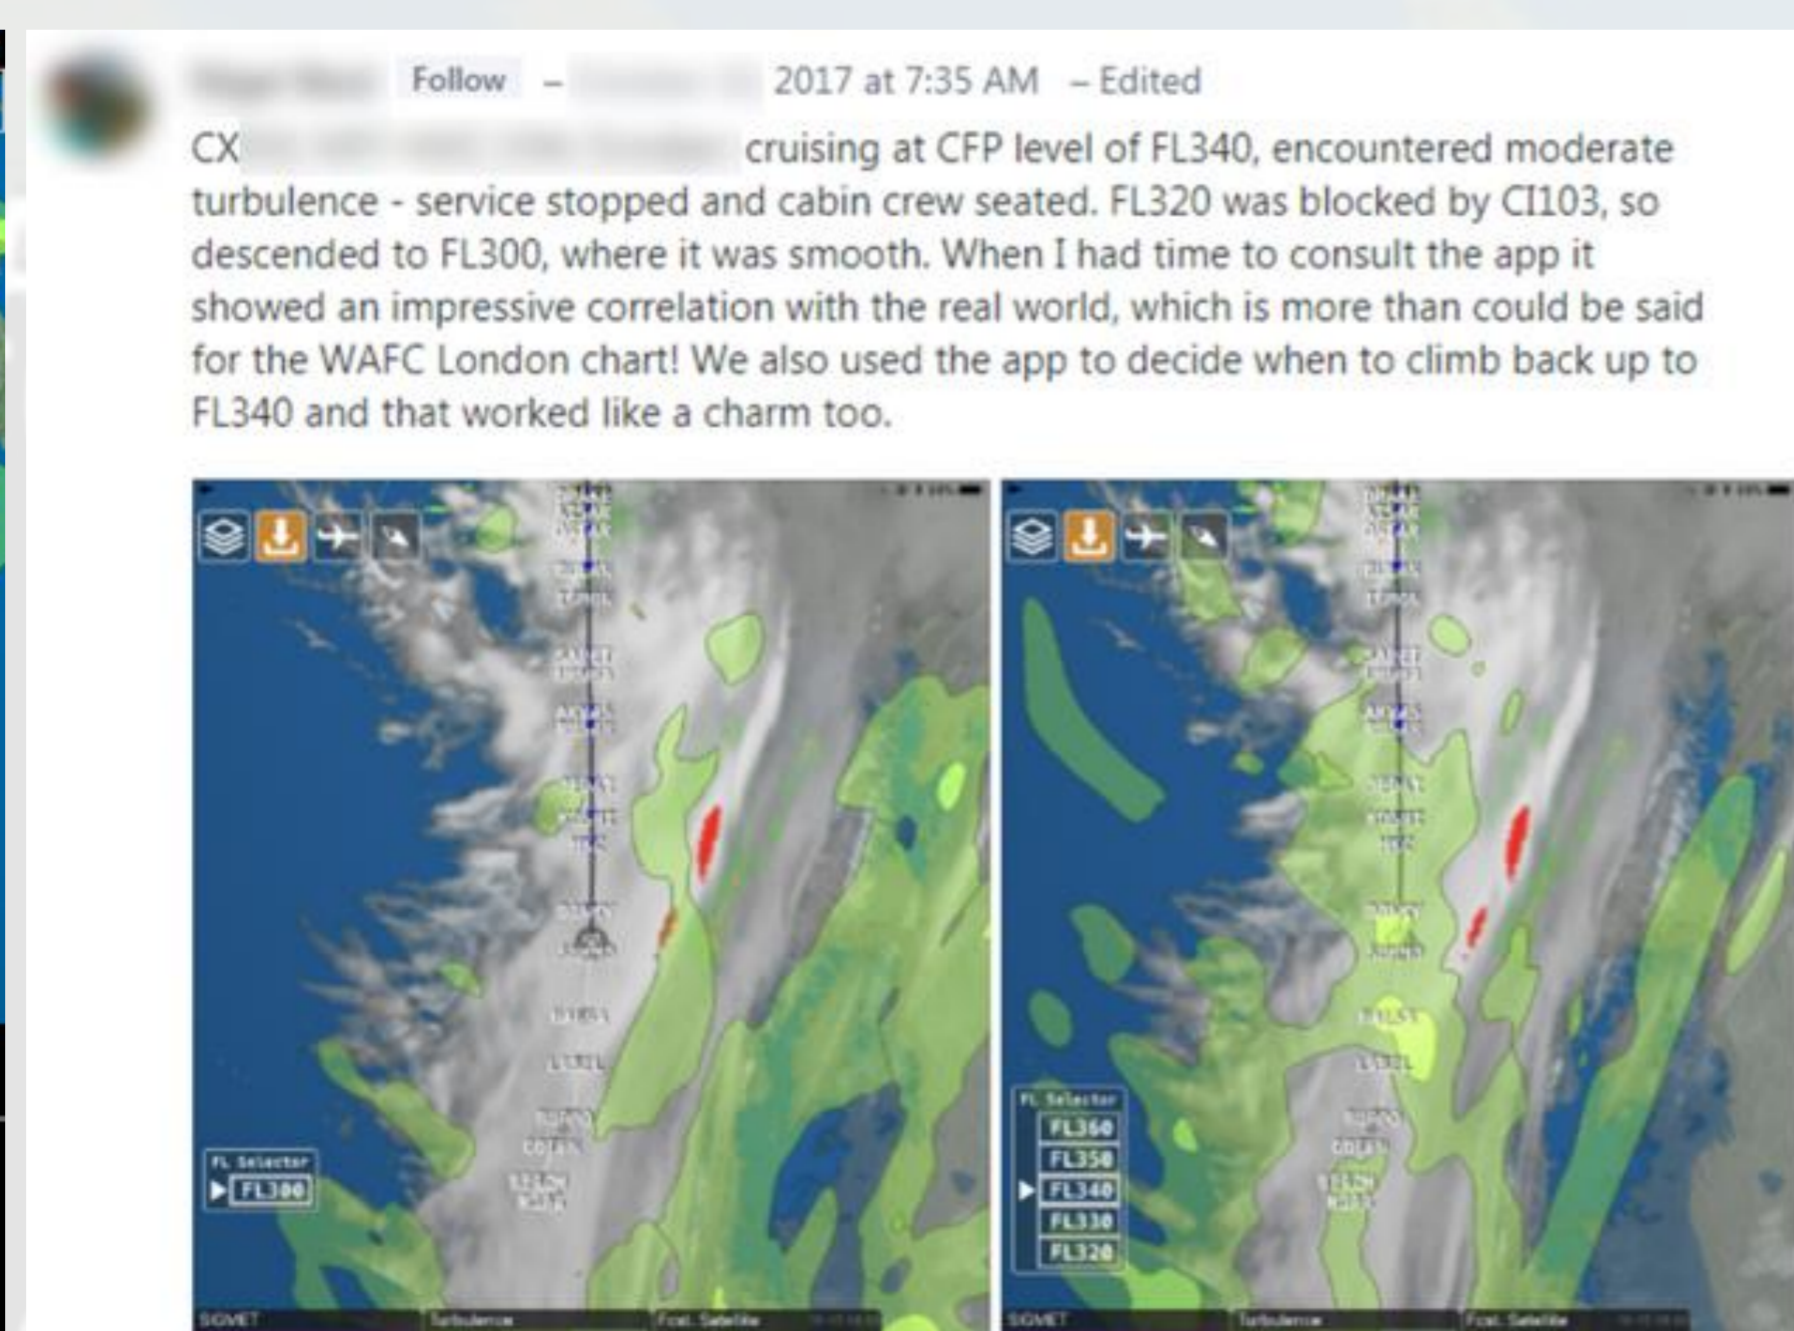 Follow – 2017 at 7:35 AM – Edited
CX cruising at CFP level of FL340, encountered moderate
turbulence - service stopped and cabin crew seated. FL320 was blocked by CI103, so
descended to FL300, where it was smooth. When I had time to consult the app it
showed an impressive correlation with the real world, which is more than could be said
for the WAFC London chart! We also used the app to decide when to climb back up to
FL340 and that worked like a charm too.
FL Selector
FL300
SIGMET Turbulence Fcst. Satellite
FL Selector
FL360
FL350
FL340
FL330
FL320
SIGMET Turbulence Fcst. Satellite